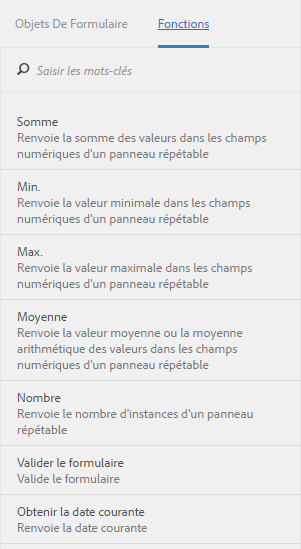 Objets De Formulaire Fonctions
Saisir les mots-clés
Somme
Renvoie la somme des valeurs dans les champs
numériques d'un panneau répétable
Min.
Renvoie la valeur minimale dans les champs
numériques d'un panneau répétable
Max.
Renvoie la valeur maximale dans les champs
numériques d'un panneau répétable
Moyenne
Renvoie la valeur moyenne ou la moyenne
arithmétique des valeurs dans les champs
numériques d'un panneau répétable
Nombre
Renvoie le nombre d'instances d'un panneau
répétable
Valider le formulaire
Valide le formulaire
Obtenir la date courante
Renvoie la date courante